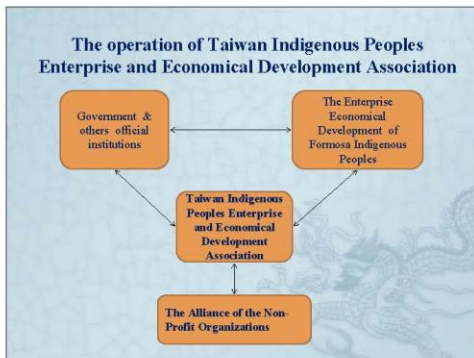 The operation of Taiwan Indigenous Peoples
Enterprise and Economical Development Association
Government &
others official
institutions
The Enterprise
Economical
Development of
Formosa Indigenous
Peoples
Taiwan Indigenous
Peoples Enterprise
and Economical
Development
Association
The Alliance of the Non-
Profit Organizations